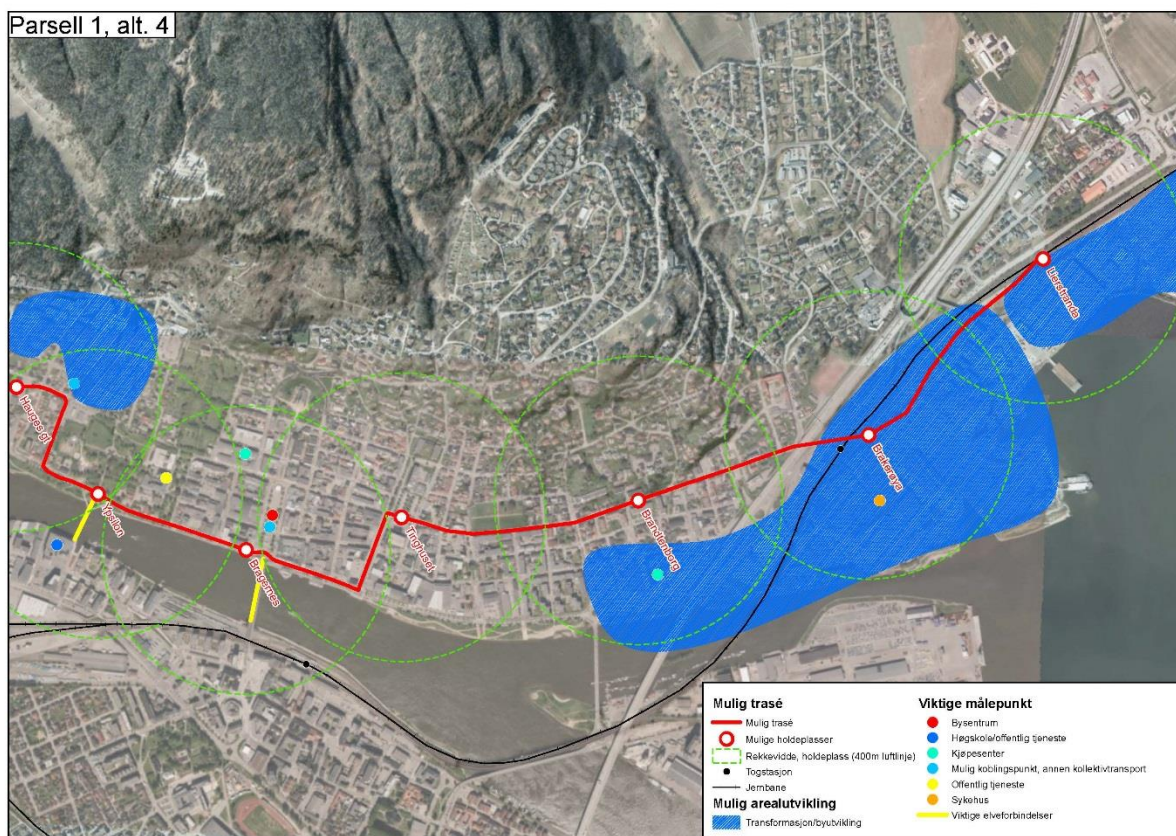 Parsell 1, alt. 4
Lierstranda
Hauges gt
Brakerøya
Ypsilon
Brandtenborg
Tinghuset
Bragernes
Mulig trasé
Mulig trasé
Mulige holdeplasser
Rekkevidde, holdeplass (400m luftlinje)
Togstasjon
Jernbane
Mulig arealutvikling
Transformasjon/byutvikling
Viktige målepunkt
Bysentrum
Høgskole/offentlig tjeneste
Kjøpesenter
Mulig koblingspunkt, annen kollektivtransport
Offentlig tjeneste
Sykehus
Viktige elveforbindelser